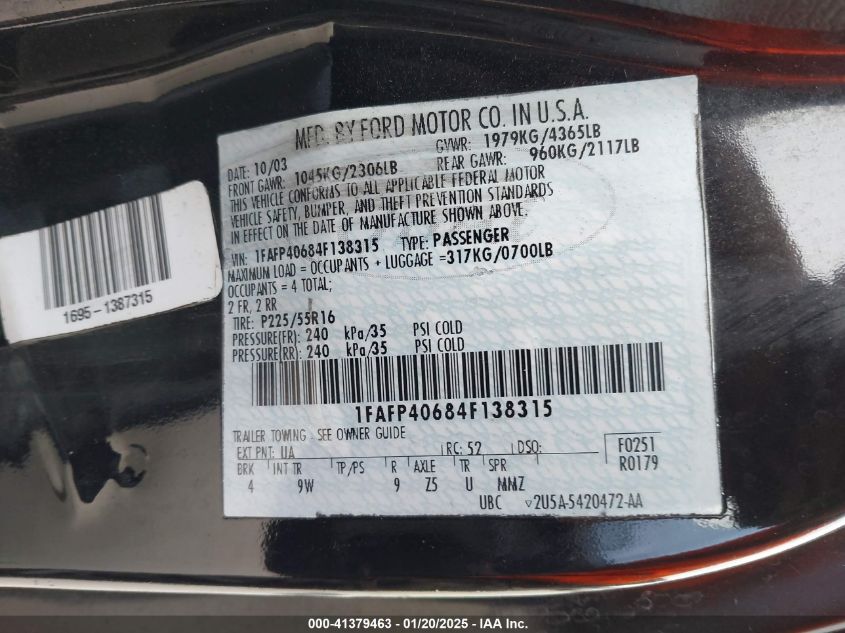 MFD. BY FORD MOTOR CO. IN U.S.A.
DATE: 10/03 GVWR: 1979KG/4365LB
FRONT GAWR: 1045KG/2306LB REAR GAWR: 960KG/2117LB
THIS VEHICLE CONFORMS TO ALL APPLICABLE FEDERAL MOTOR
VEHICLE SAFETY, BUMPER, AND THEFT PREVENTION STANDARDS
IN EFFECT ON THE DATE OF MANUFACTURE SHOWN ABOVE.
VIN: 1FAFP40684F138315 TYPE: PASSENGER
MAXIMUM LOAD = OCCUPANTS + LUGGAGE =317KG/0700LB
OCCUPANTS = 4 TOTAL;
2 FR, 2 RR
TIRE: P225/55R16
PRESSURE(FR): 240 kPa/35 PSI COLD
PRESSURE(RR): 240 kPa/35 PSI COLD
1FAFP40684F138315
TRAILER TOWING - SEE OWNER GUIDE
EXT PNT: UA RC: 52 DSO: F0251
R0179
BRK INT TR TP/PS R AXLE TR SPR
4 9W 9 Z5 U MMZ
UBC 2U5A-5420472-AA
1695-1387315
000-41379463 - 01/20/2025 - IAA Inc.